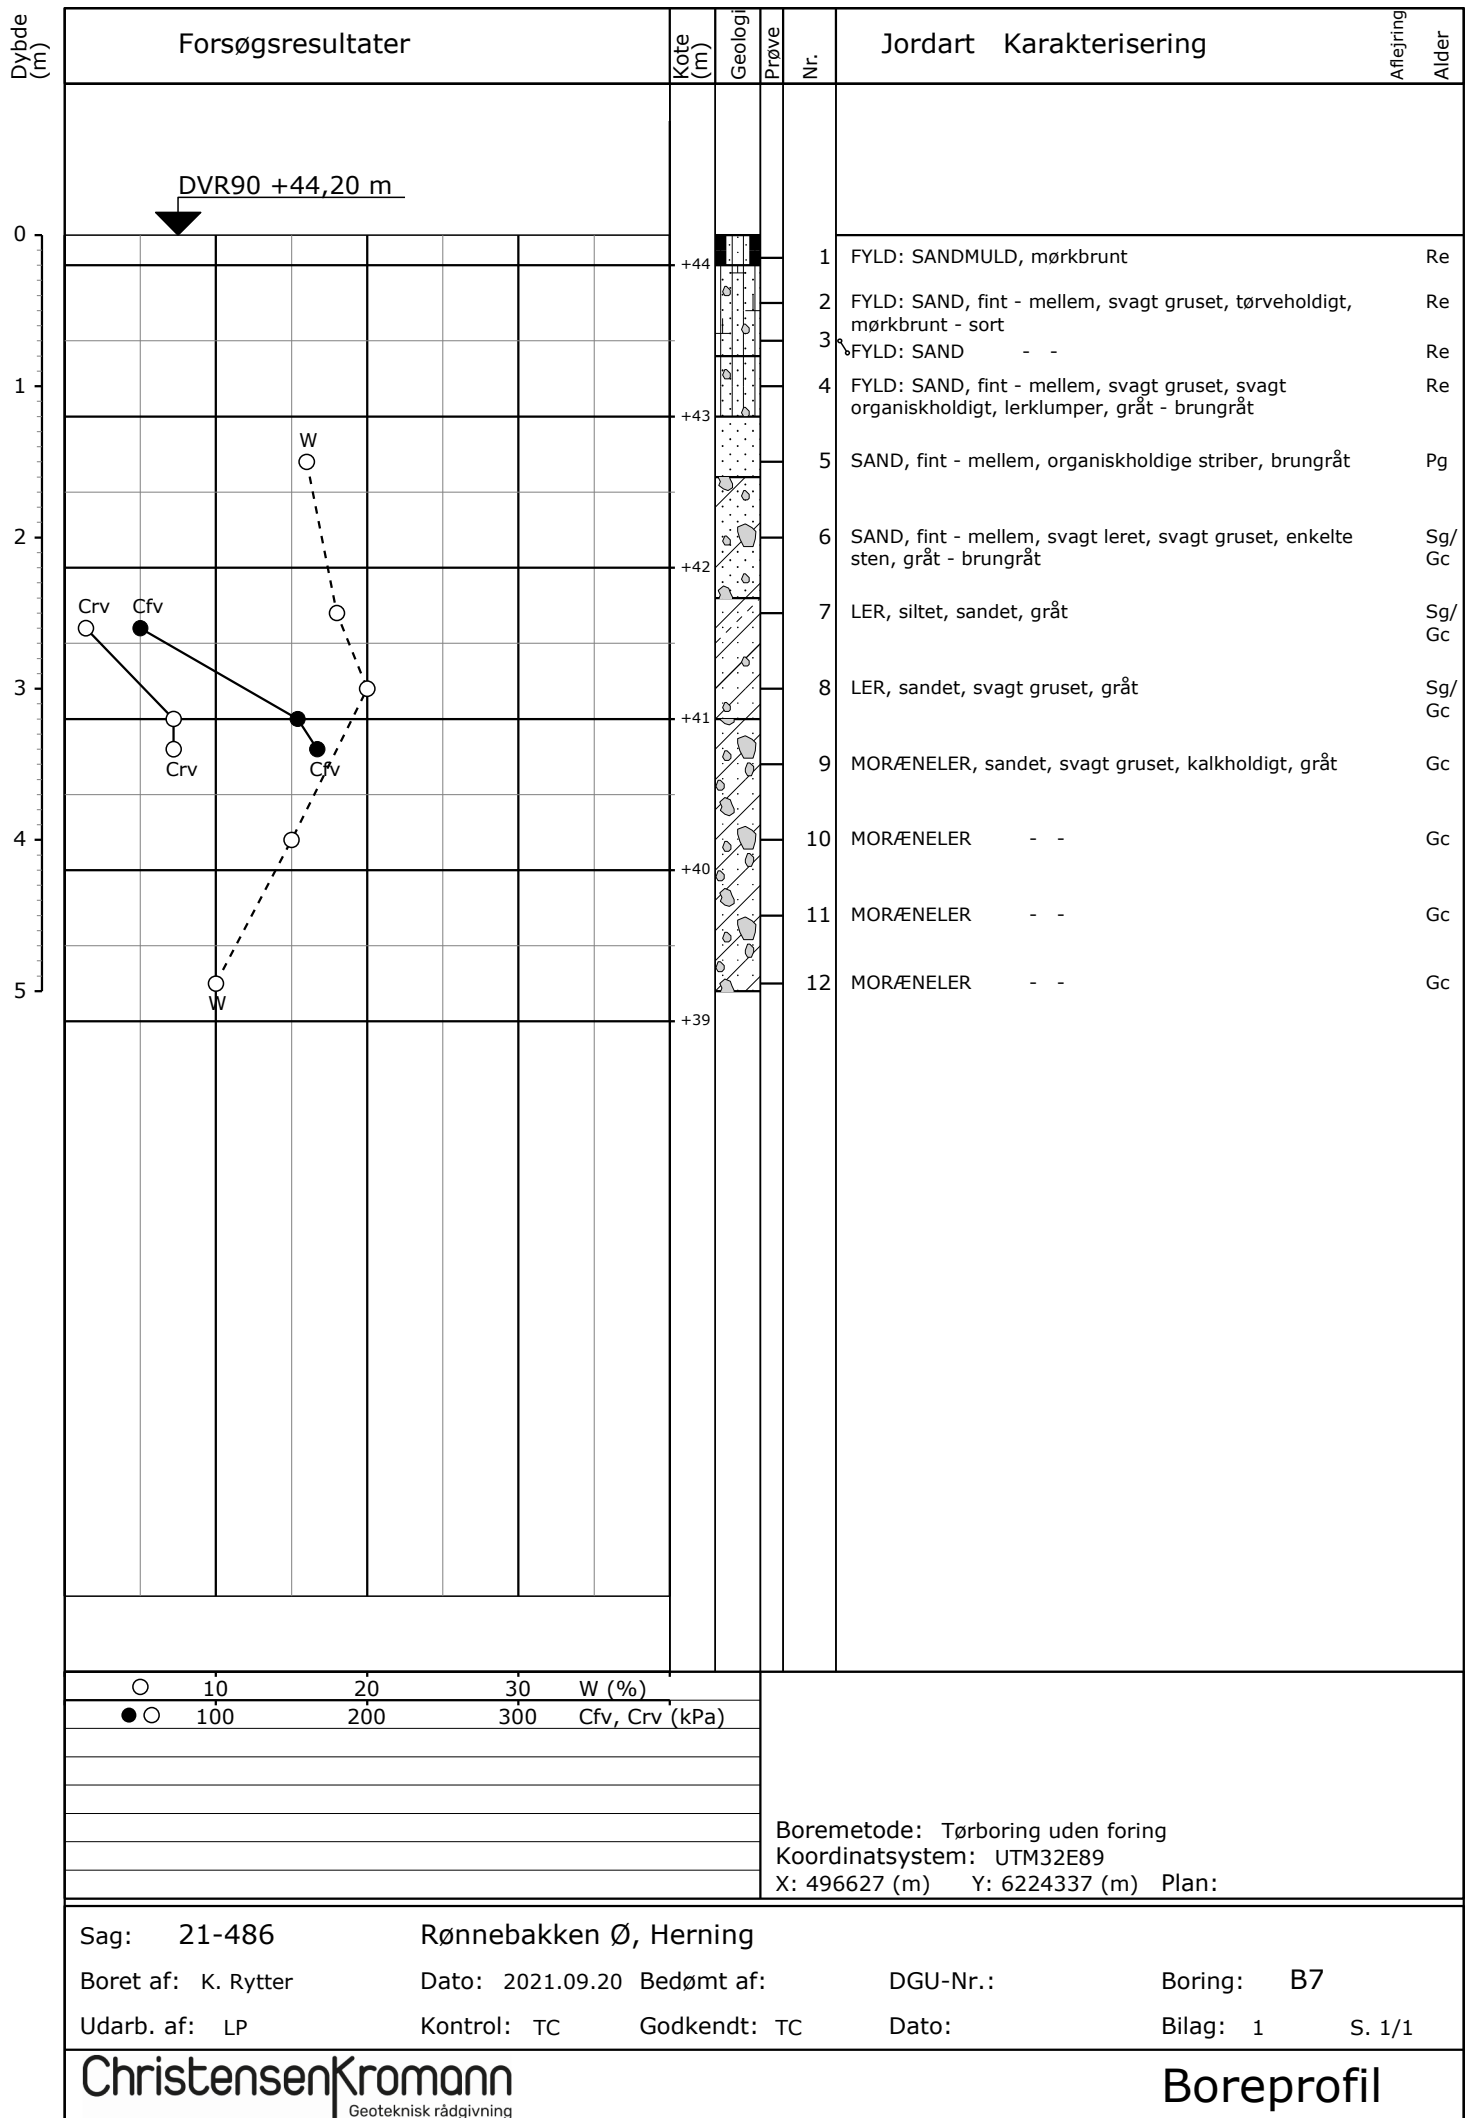 Dybde (m)
Forsøgsresultater
Kote (m)
Geologi
Prøve
Nr.
Jordart Karakterisering
Aflejring
Alder
DVR90 +44,20 m
0
+44
1 FYLD: SANDMULD, mørkbrunt Re
2 FYLD: SAND, fint - mellem, svagt gruset, tørveholdigt, Re
mørkbrunt - sort
3 FYLD: SAND - - Re
1
4 FYLD: SAND, fint - mellem, svagt gruset, svagt Re
organiskholdigt, lerklumper, gråt - brungråt
+43
W
5 SAND, fint - mellem, organiskholdige striber, brungråt Pg
2
6 SAND, fint - mellem, svagt leret, svagt gruset, enkelte Sg/
sten, gråt - brungråt Gc
+42
Crv Cfv
7 LER, siltet, sandet, gråt Sg/
Gc
3
8 LER, sandet, svagt gruset, gråt Sg/
Gc
+41
Crv Cfv
9 MORÆNELER, sandet, svagt gruset, kalkholdigt, gråt Gc
4
10 MORÆNELER - - Gc
+40
11 MORÆNELER - - Gc
5
12 MORÆNELER - - Gc
W
+39
10 20 30 W (%)
100 200 300 Cfv, Crv (kPa)
Boremetode: Tørboring uden foring
Koordinatsystem: UTM32E89
X: 496627 (m) Y: 6224337 (m) Plan:
Sag: 21-486 Rønnebakken Ø, Herning
Boret af: K. Rytter Dato: 2021.09.20 Bedømt af: DGU-Nr.: Boring: B7
Udarb. af: LP Kontrol: TC Godkendt: TC Dato: Bilag: 1 S. 1/1
ChristensenKromann
Geoteknisk rådgivning
Boreprofil